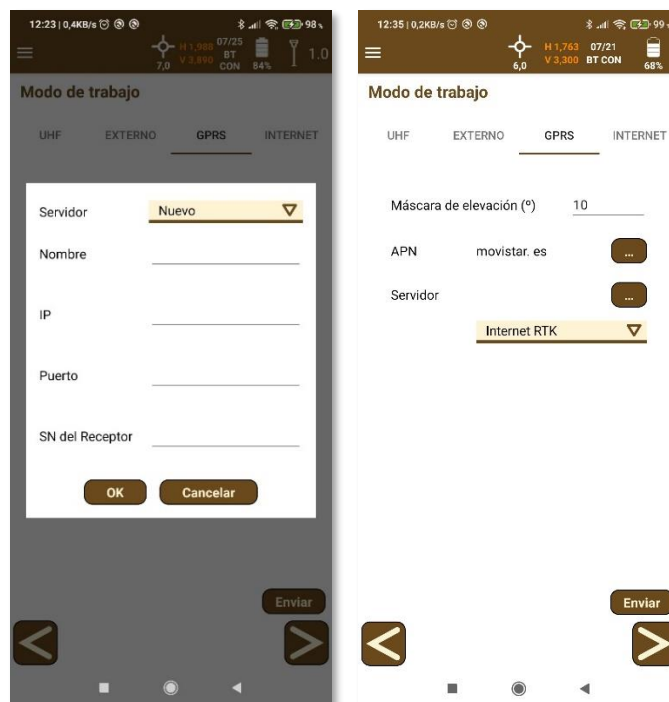 12:23 | 0,4KB/s
98
H 1,988
V 3,890
7,0
07/25
BT
CON
84%
1.0
Modo de trabajo
UHF EXTERNO GPRS INTERNET
Servidor Nuevo
Nombre
IP
Puerto
SN del Receptor
OK Cancelar
Enviar
12:35 | 0,2KB/s
99
H 1,763
V 3,300
6,0
07/21
BT CON
68%
Modo de trabajo
UHF EXTERNO GPRS INTERNET
Máscara de elevación (º) 10
APN movistar. es ...
Servidor ...
Internet RTK
Enviar